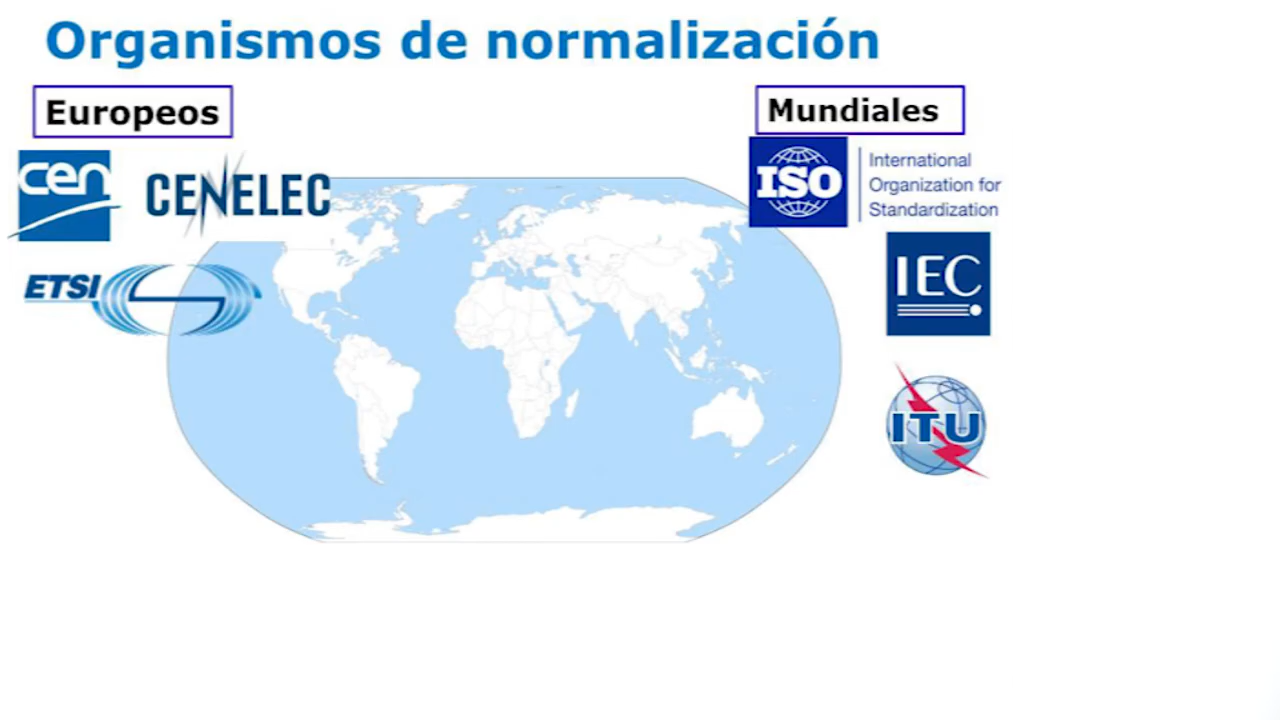 Organismos de normalización
Europeos
cen
CENELEC
ETSI
Mundiales
ISO
International
Organization for
Standardization
IEC
ITU